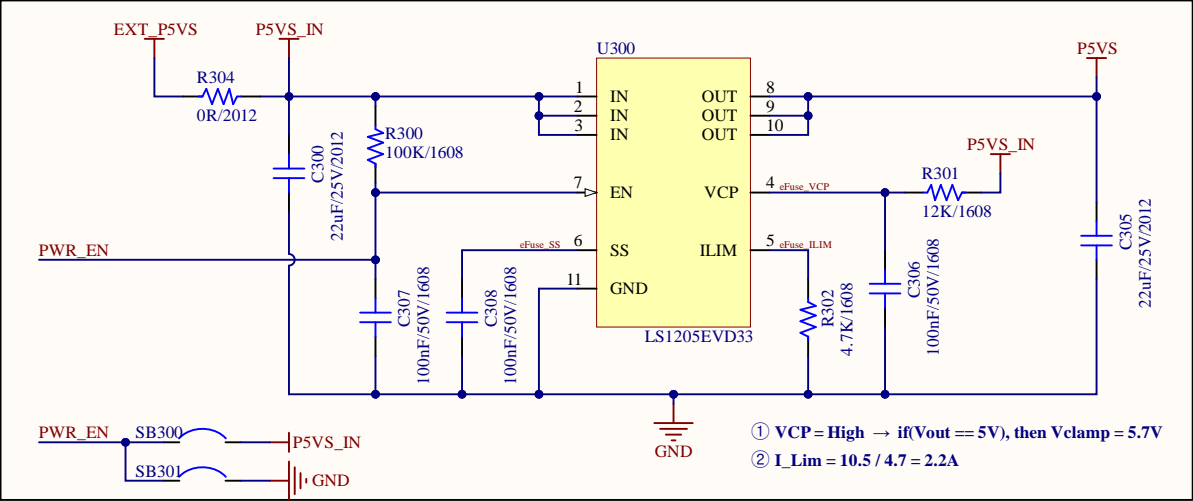 EXT_P5VS
P5VS_IN
P5VS
U300
R304
0R/2012
1
IN
OUT
8
2
IN
OUT
9
3
IN
OUT
10
R300
100K/1608
C300
22uF/25V/2012
P5VS_IN
R301
12K/1608
7
EN
VCP
4
eFuse_VCP
eFuse_SS
6
SS
ILIM
5
eFuse_ILIM
PWR_EN
11
GND
C307
100nF/50V/1608
C308
100nF/50V/1608
R302
4.7K/1608
C306
100nF/50V/1608
C305
22uF/25V/2012
LS1205EVD33
GND
PWR_EN
SB300
P5VS_IN
SB301
GND
① VCP = High → if(Vout == 5V), then Vclamp = 5.7V
② I_Lim = 10.5 / 4.7 = 2.2A